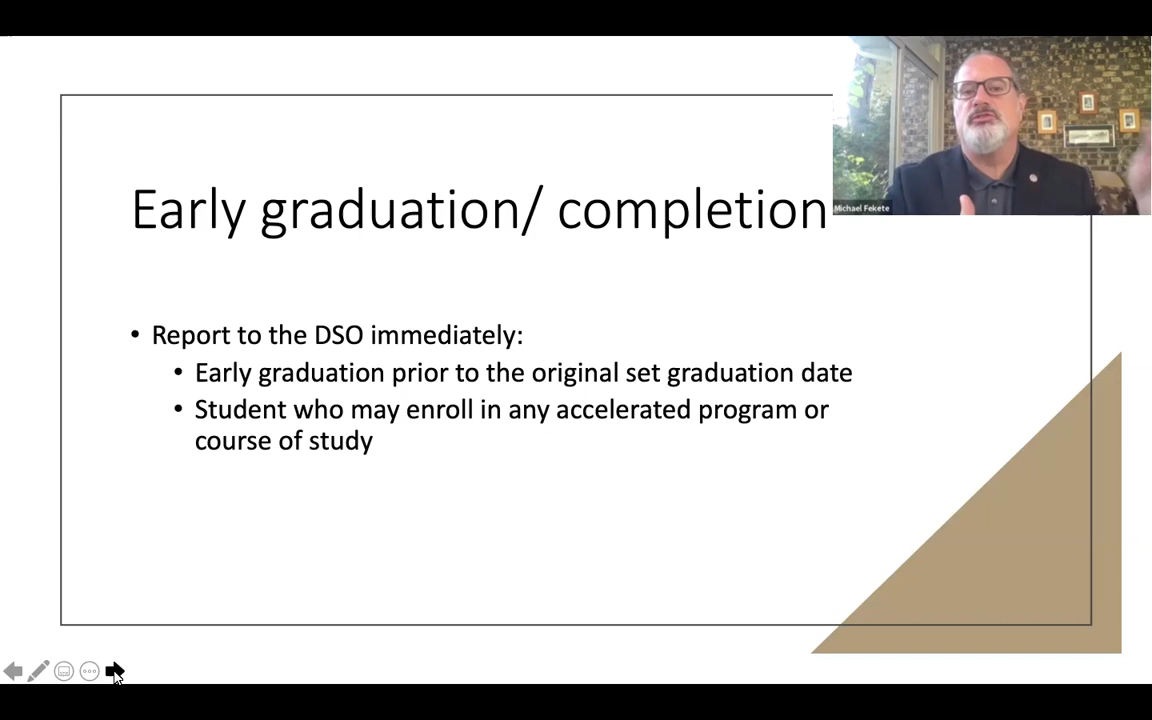 Early graduation/ completion
Michael Fekete
• Report to the DSO immediately:
• Early graduation prior to the original set graduation date
• Student who may enroll in any accelerated program or
course of study